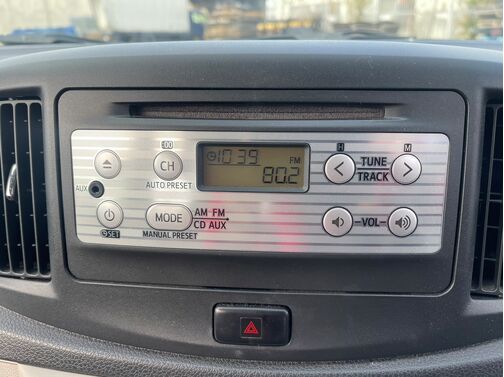 :00 H M
CH 10:39 FM < TUNE >
AUX AUTO PRESET 80.2 TRACK
MODE AM FM -VOL-
SET MANUAL PRESET CD AUX